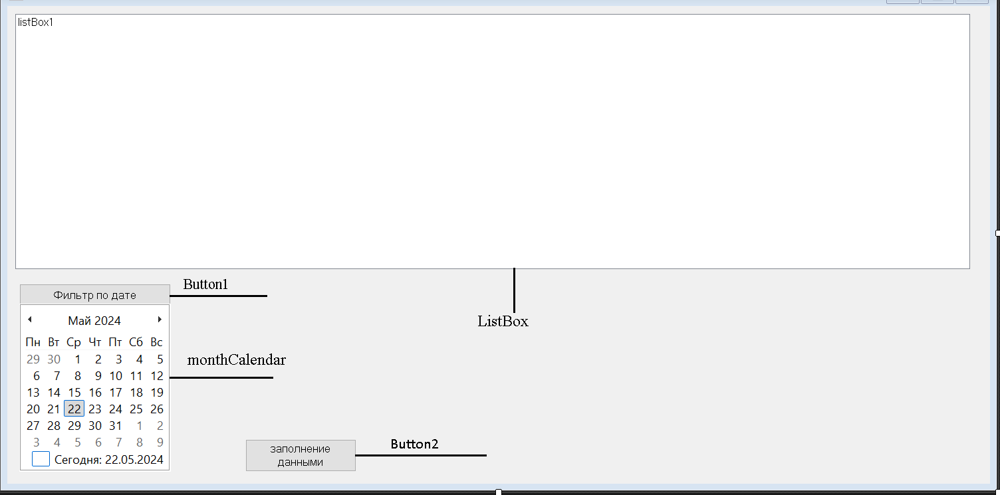 listBox1
Фильтр по дате
Button1
ListBox
Май 2024
Пн Вт Ср Чт Пт Сб Вс
29 30 1 2 3 4 5
6 7 8 9 10 11 12
13 14 15 16 17 18 19
20 21 22 23 24 25 26
27 28 29 30 31 1 2
3 4 5 6 7 8 9
Сегодня: 22.05.2024
monthCalendar
заполнение
данными
Button2